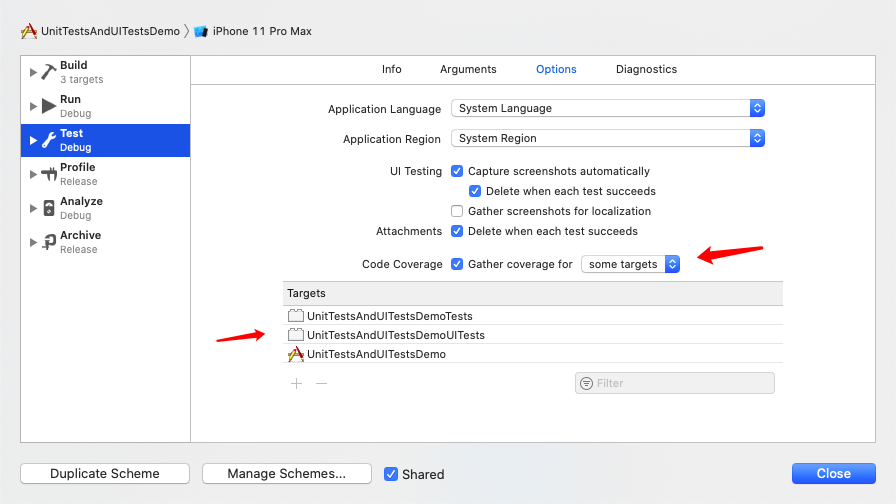 UnitTestsAndUITestsDemo 〉 iPhone 11 Pro Max
Build
3 targets
Run
Debug
Test
Debug
Profile
Release
Analyze
Debug
Archive
Release
Info Arguments Options Diagnostics
Application Language System Language
Application Region System Region
UI Testing Capture screenshots automatically
Delete when each test succeeds
Gather screenshots for localization
Attachments Delete when each test succeeds
Code Coverage Gather coverage for some targets
Targets
UnitTestsAndUITestsDemoTests
UnitTestsAndUITestsDemoUITests
UnitTestsAndUITestsDemo
Filter
Duplicate Scheme Manage Schemes... Shared Close